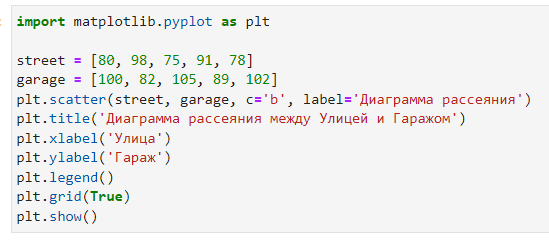 import matplotlib.pyplot as plt
street = [80, 98, 75, 91, 78]
garage = [100, 82, 105, 89, 102]
plt.scatter(street, garage, c='b', label='Диаграмма рассеяния')
plt.title('Диаграмма рассеяния между Улицей и Гаражом')
plt.xlabel('Улица')
plt.ylabel('Гараж')
plt.legend()
plt.grid(True)
plt.show()